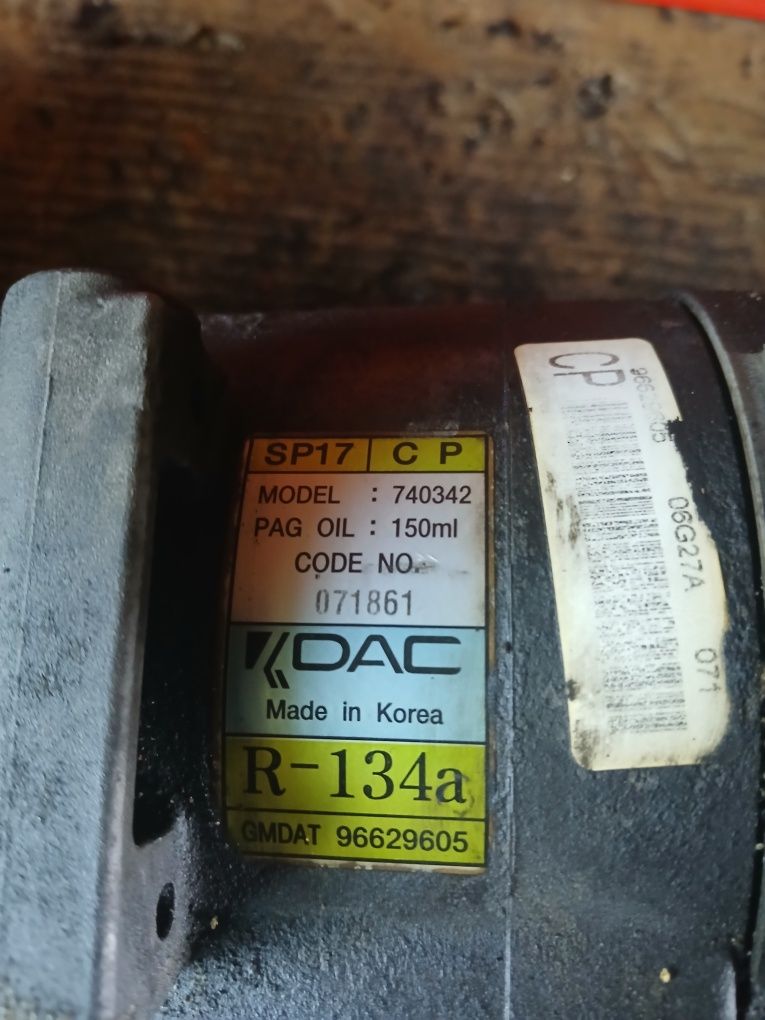 SP17 C P
MODEL : 740342
PAG OIL : 150ml
CODE NO.
071861
DAC
Made in Korea
R-134a
GMDAT 96629605
CP
06G27A
071